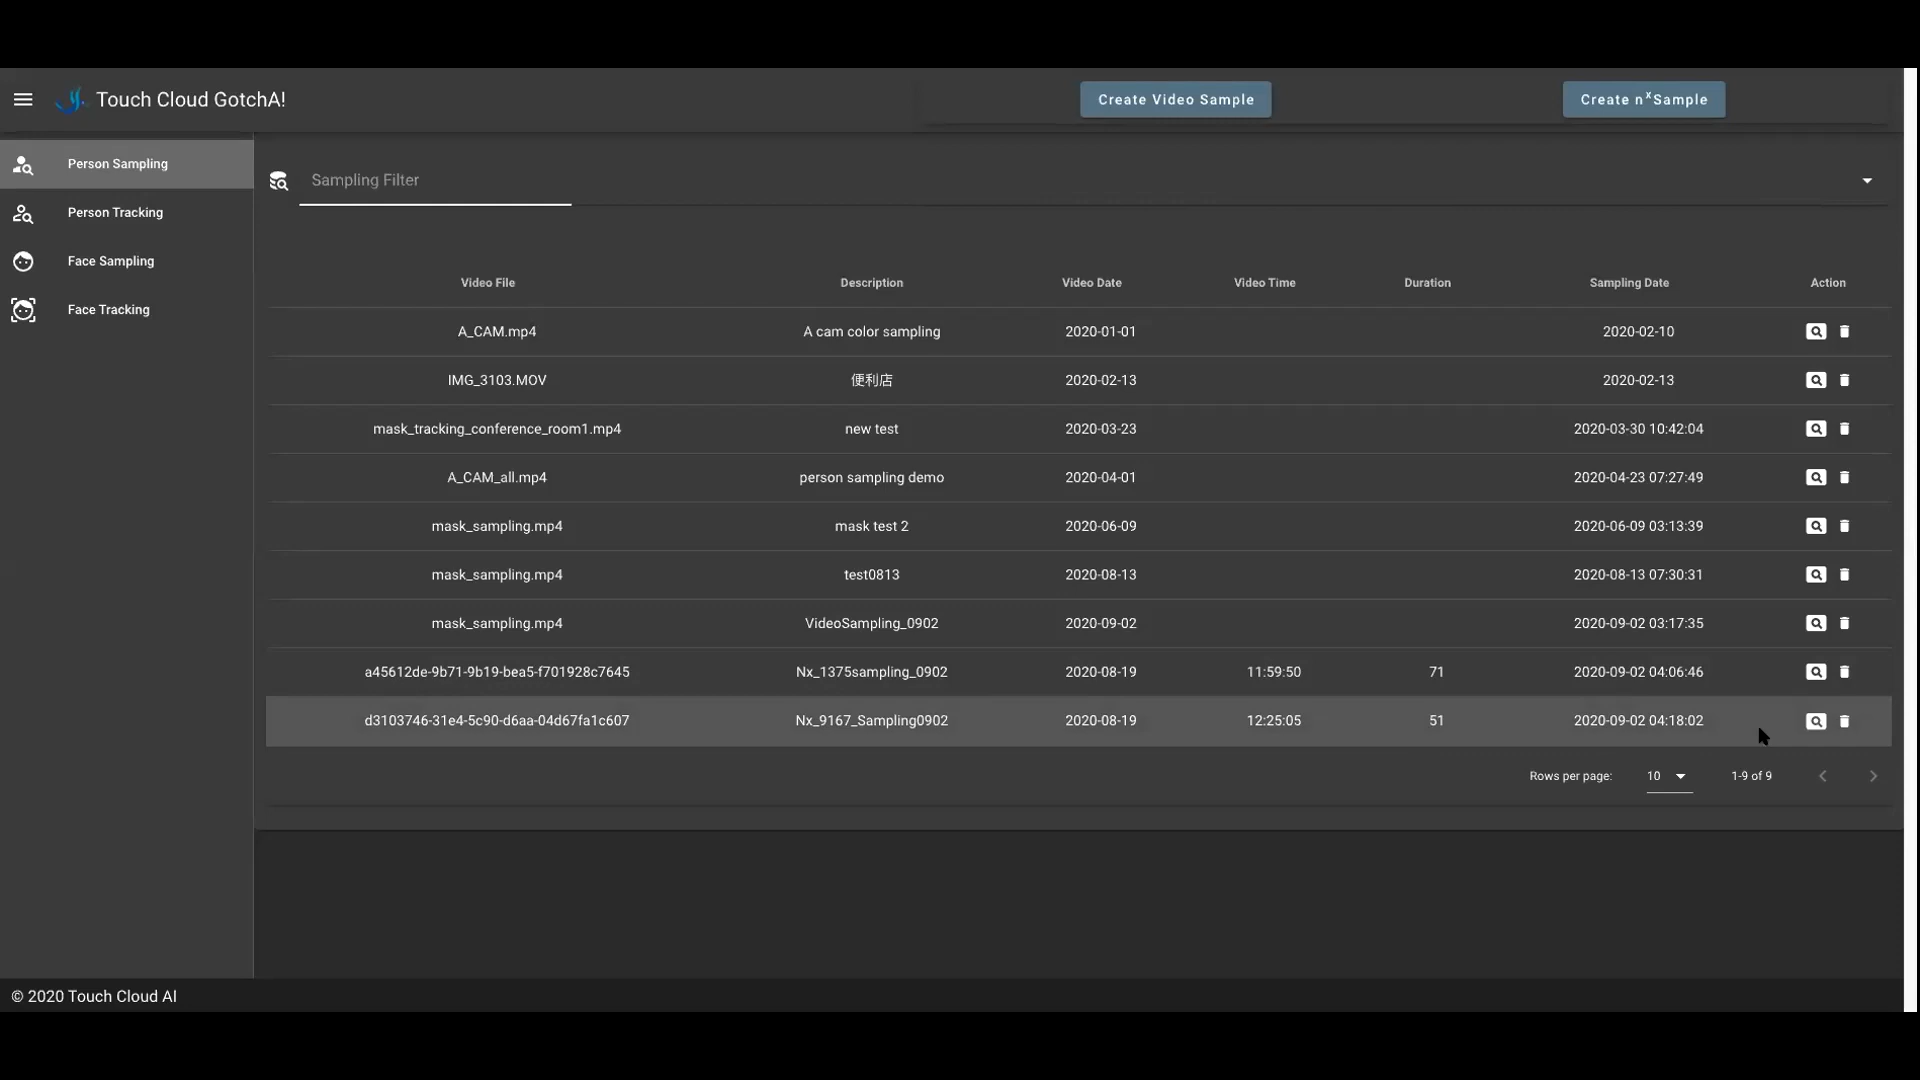 Touch Cloud GotchA!
Create Video Sample
Create nˣSample
Person Sampling
Person Tracking
Face Sampling
Face Tracking
Sampling Filter
Video File Description Video Date Video Time Duration Sampling Date Action
A_CAM.mp4 A cam color sampling 2020-01-01 2020-02-10
IMG_3103.MOV 便利店 2020-02-13 2020-02-13
mask_tracking_conference_room1.mp4 new test 2020-03-23 2020-03-30 10:42:04
A_CAM_all.mp4 person sampling demo 2020-04-01 2020-04-23 07:27:49
mask_sampling.mp4 mask test 2 2020-06-09 2020-06-09 03:13:39
mask_sampling.mp4 test0813 2020-08-13 2020-08-13 07:30:31
mask_sampling.mp4 VideoSampling_0902 2020-09-02 2020-09-02 03:17:35
a45612de-9b71-9b19-bea5-f701928c7645 Nx_1375sampling_0902 2020-08-19 11:59:50 71 2020-09-02 04:06:46
d3103746-31e4-5c90-d6aa-04d67fa1c607 Nx_9167_Sampling0902 2020-08-19 12:25:05 51 2020-09-02 04:18:02
Rows per page: 10 1-9 of 9
© 2020 Touch Cloud AI